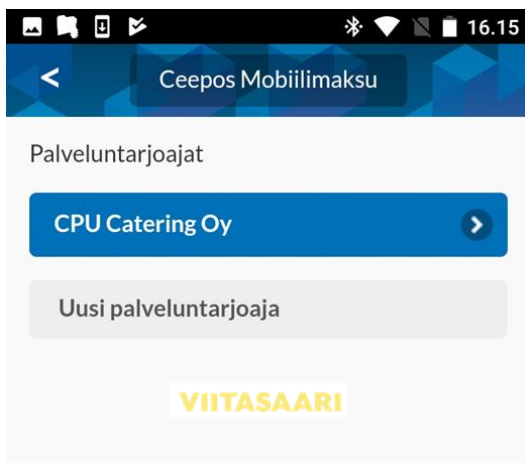 16.15
Ceepos Mobiilimaksu
Palveluntarjoajat
CPU Catering Oy
Uusi palveluntarjoaja
VIITASAARI